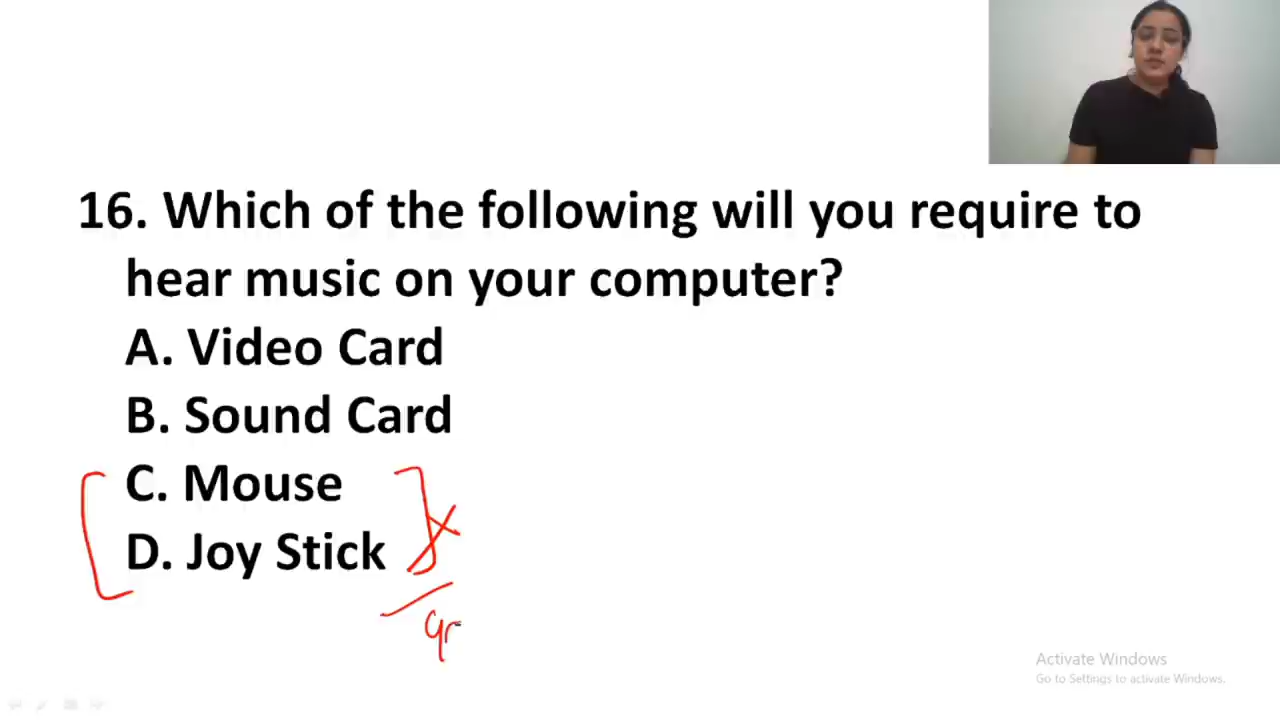 16. Which of the following will you require to
hear music on your computer?
A. Video Card
B. Sound Card
C. Mouse
D. Joy Stick
Activate Windows
Go to Settings to activate Windows.